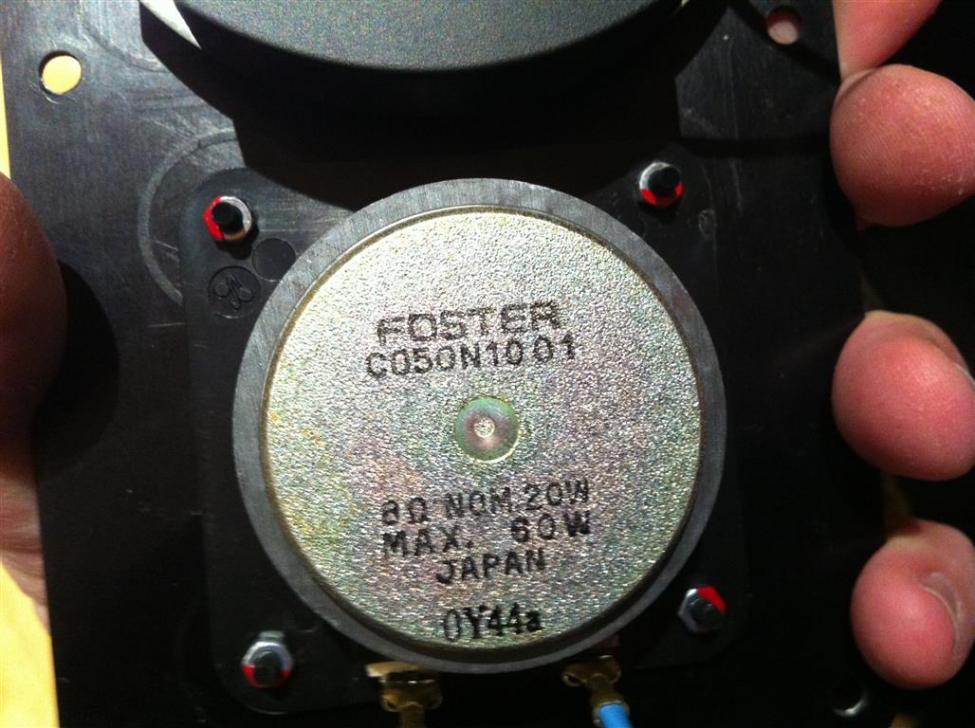 FOSTER
C050N1001
8Ω NOM.20W
MAX. 60W
JAPAN
0Y44a